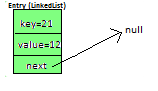 Entry (LinkedList)
key=21
null
value=12
next